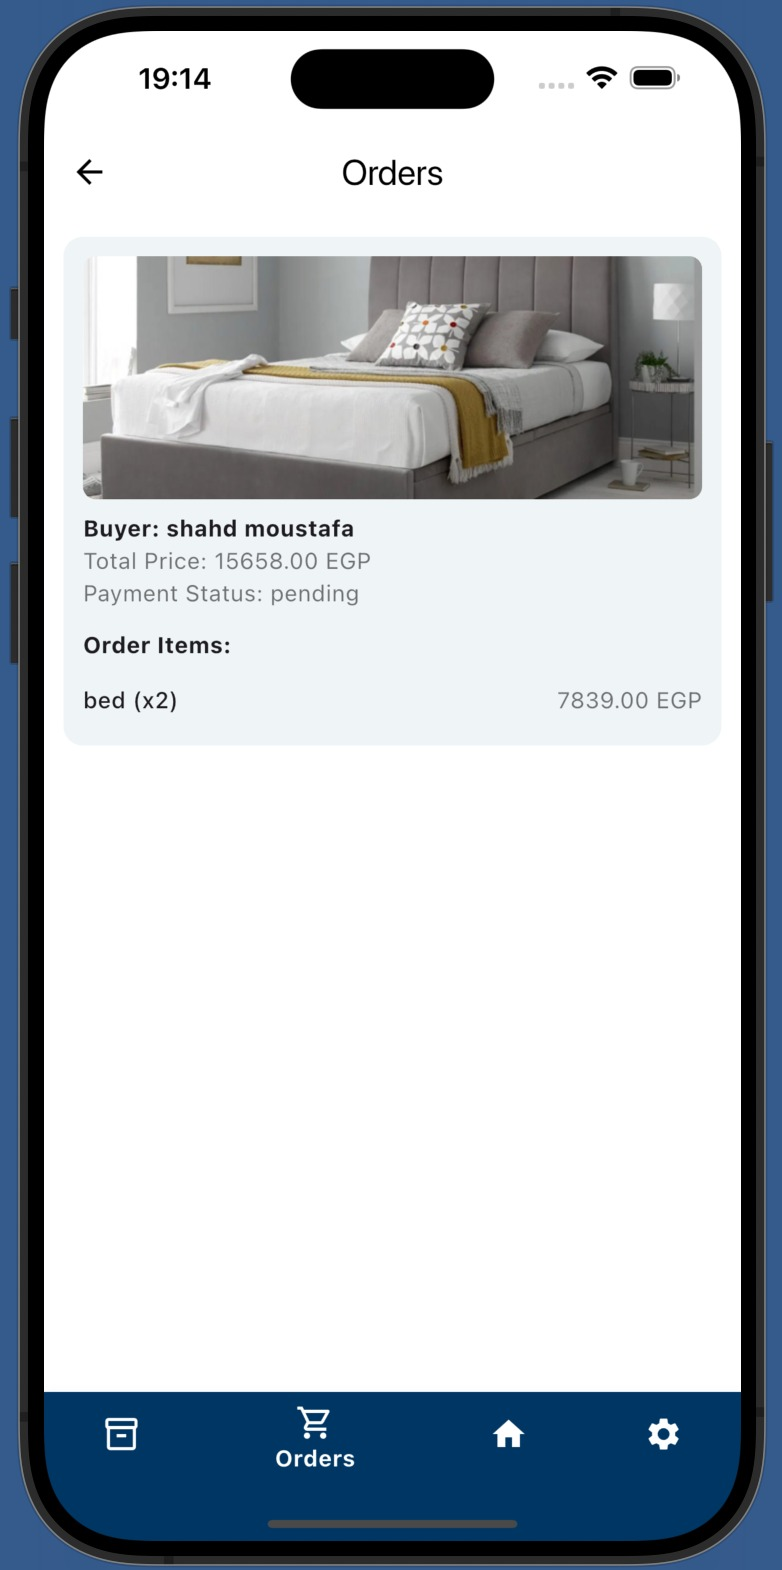 19:14
Orders
Buyer: shahd moustafa
Total Price: 15658.00 EGP
Payment Status: pending
Order Items:
bed (x2) 7839.00 EGP
Orders